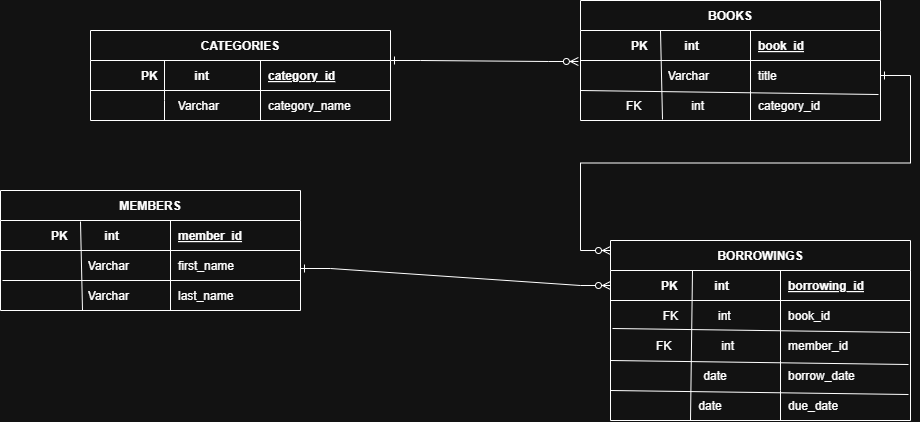 BOOKS
PK int book_id
Varchar title
FK int category_id
CATEGORIES
PK int category_id
Varchar category_name
MEMBERS
PK int member_id
Varchar first_name
Varchar last_name
BORROWINGS
PK int borrowing_id
FK int book_id
FK int member_id
date borrow_date
date due_date